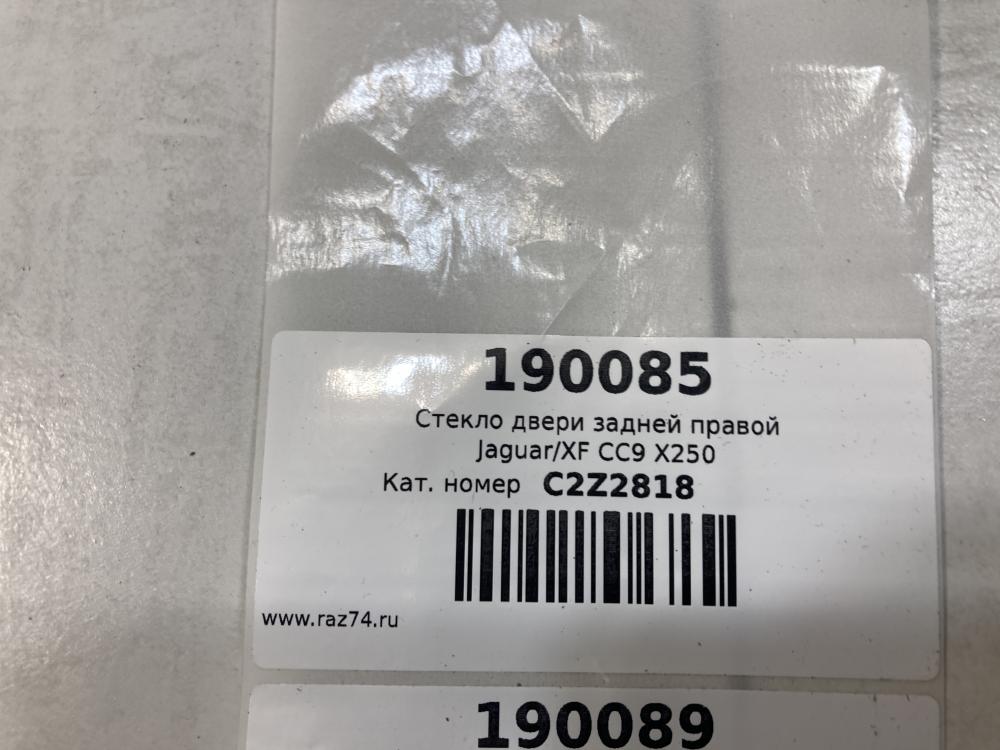 190085
Стекло двери задней правой
Jaguar/XF CC9 X250
Кат. номер C2Z2818
www.raz74.ru
190089